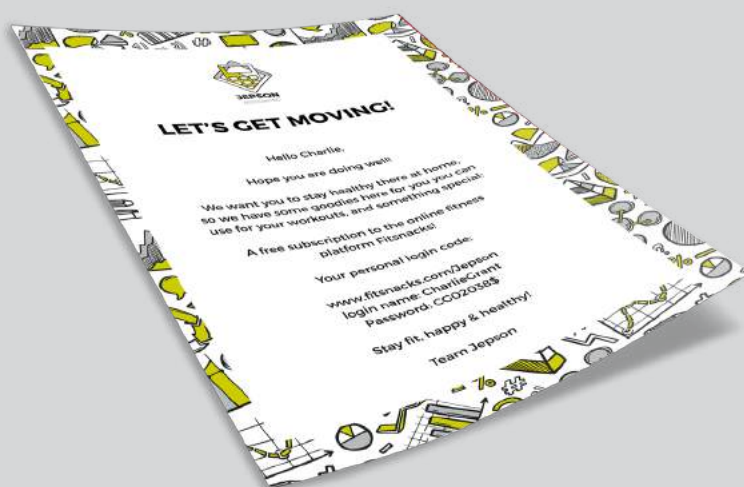 JEPSON
LET'S GET MOVING!
Hello Charlie,
Hope you are doing well!
We want you to stay healthy there at home,
so we have some goodies here for you you can
use for your workouts, and something special:
A free subscription to the online fitness
platform Fitsnacks!
Your personal login code:
www.fitsnacks.com/Jepson
login name: CharlieGrant
Password. CG02038$
Stay fit, happy & healthy!
Team Jepson